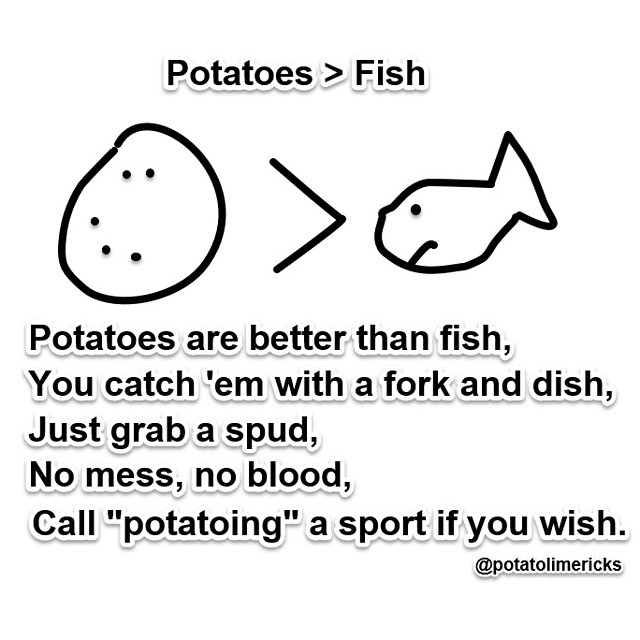 Potatoes > Fish
Potatoes are better than fish,
You catch 'em with a fork and dish,
Just grab a spud,
No mess, no blood,
Call "potatoing" a sport if you wish.
@potatolimericks